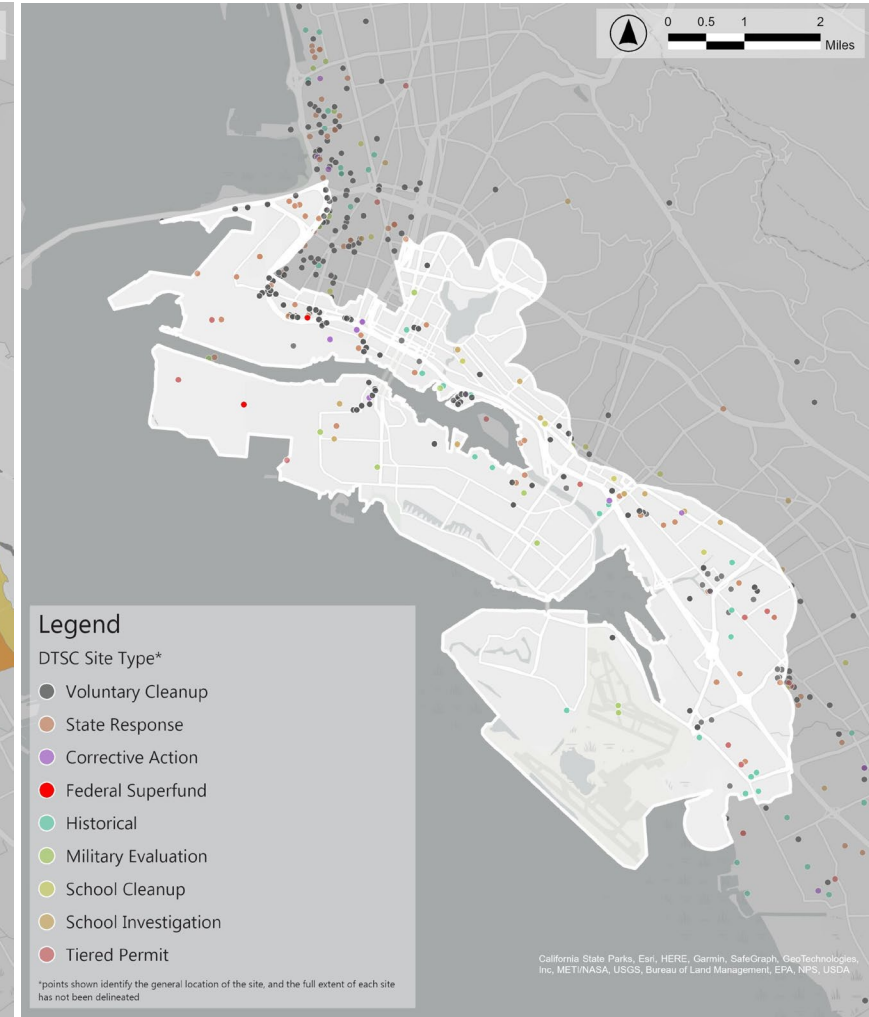 0 0.5 1 2
Miles
Legend
DTSC Site Type*
Voluntary Cleanup
State Response
Corrective Action
Federal Superfund
Historical
Military Evaluation
School Cleanup
School Investigation
Tiered Permit
*points shown identify the general location of the site, and the full extent of each site
has not been delineated
California State Parks, Esri, HERE, Garmin, SafeGraph, GeoTechnologies,
Inc, METI/NASA, USGS, Bureau of Land Management, EPA, NPS, USDA